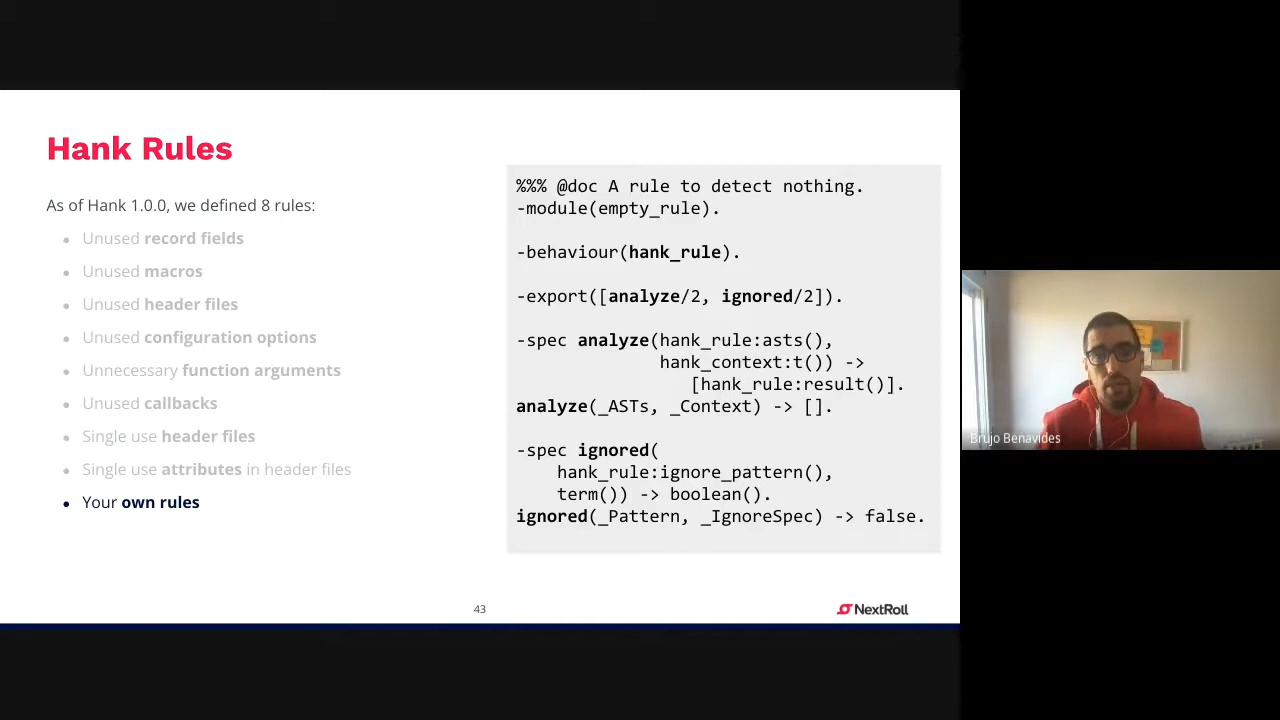 Hank Rules
As of Hank 1.0.0, we defined 8 rules:
• Unused record fields
• Unused macros
• Unused header files
• Unused configuration options
• Unnecessary function arguments
• Unused callbacks
• Single use header files
• Single use attributes in header files
• Your own rules
%%% @doc A rule to detect nothing.
-module(empty_rule).
-behaviour(hank_rule).
-export([analyze/2, ignored/2]).
-spec analyze(hank_rule:asts(),
hank_context:t()) ->
[hank_rule:result()].
analyze(_ASTs, _Context) -> [].
-spec ignored(
hank_rule:ignore_pattern(),
term()) -> boolean().
ignored(_Pattern, _IgnoreSpec) -> false.
43
NextRoll
Brujo Benavides